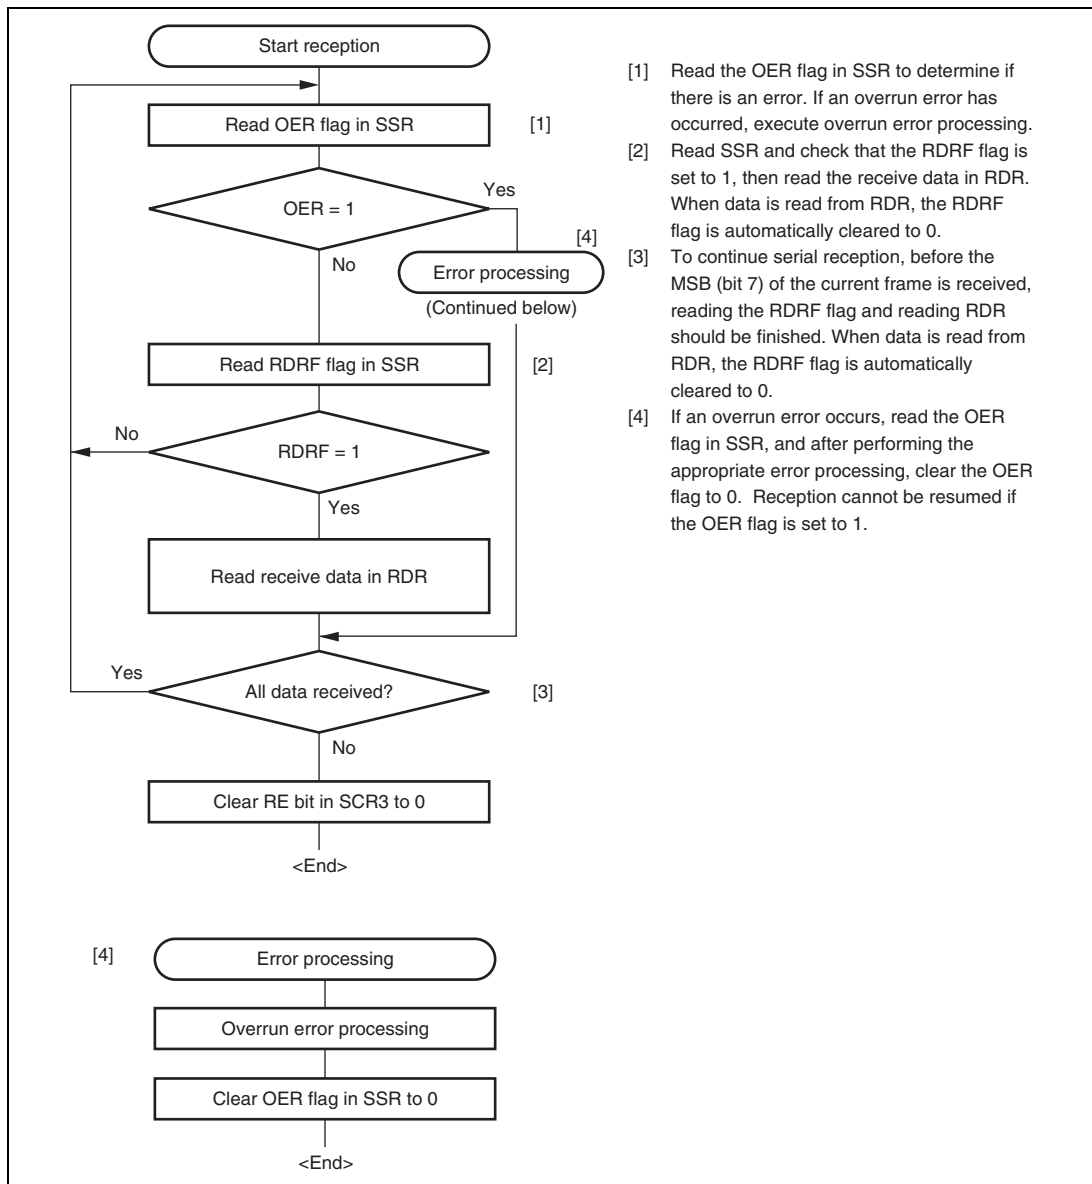 Start reception
Read OER flag in SSR
[1]
OER = 1
Yes
No
[4]
Error processing
(Continued below)
Read RDRF flag in SSR
[2]
No
RDRF = 1
Yes
Read receive data in RDR
Yes
All data received?
[3]
No
Clear RE bit in SCR3 to 0
<End>
[1] Read the OER flag in SSR to determine if
there is an error. If an overrun error has
occurred, execute overrun error processing.
[2] Read SSR and check that the RDRF flag is
set to 1, then read the receive data in RDR.
When data is read from RDR, the RDRF
flag is automatically cleared to 0.
[3] To continue serial reception, before the
MSB (bit 7) of the current frame is received,
reading the RDRF flag and reading RDR
should be finished. When data is read from
RDR, the RDRF flag is automatically
cleared to 0.
[4] If an overrun error occurs, read the OER
flag in SSR, and after performing the
appropriate error processing, clear the OER
flag to 0. Reception cannot be resumed if
the OER flag is set to 1.
[4]
Error processing
Overrun error processing
Clear OER flag in SSR to 0
<End>